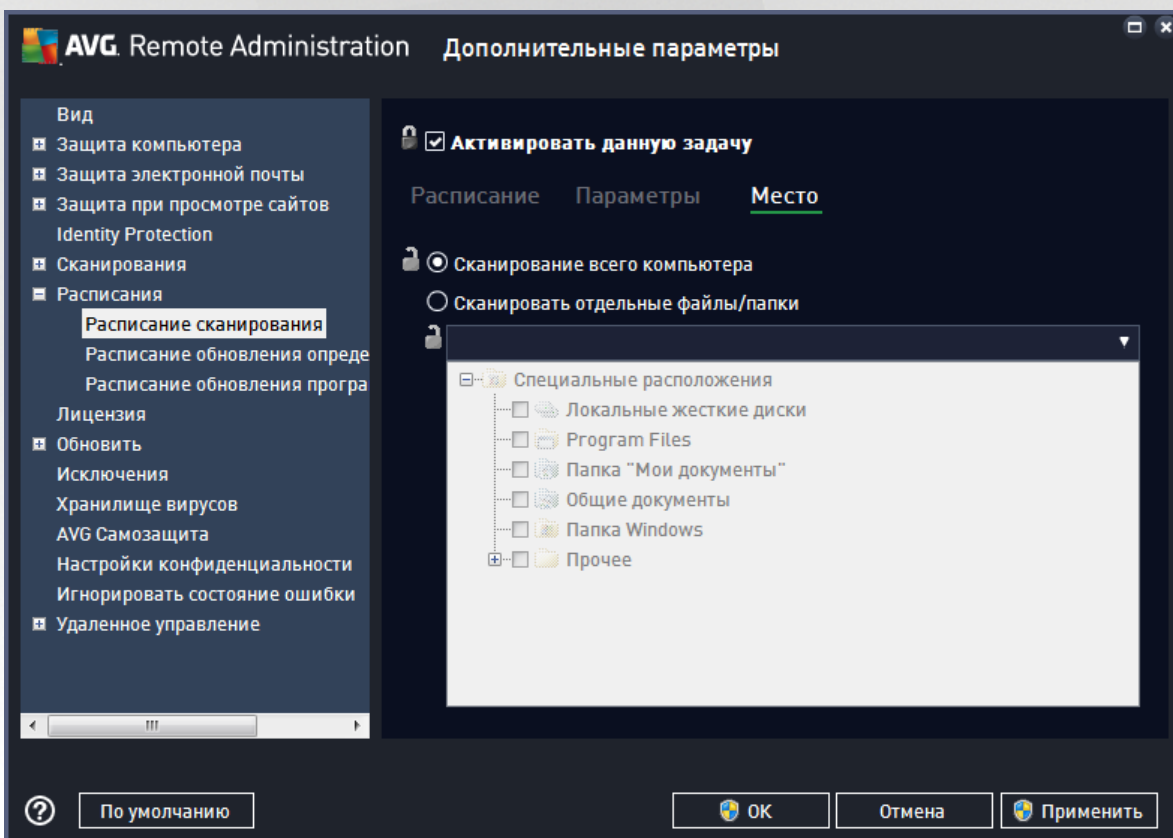 AVG. Remote Administration
Дополнительные параметры
Вид
Защита компьютера
Защита электронной почты
Защита при просмотре сайтов
Identity Protection
Сканирования
Расписания
Расписание сканирования
Расписание обновления опреде
Расписание обновления програ
Лицензия
Обновить
Исключения
Хранилище вирусов
AVG Самозащита
Настройки конфиденциальности
Игнорировать состояние ошибки
Удаленное управление
Активировать данную задачу
Расписание Параметры Место
Сканирование всего компьютера
Сканировать отдельные файлы/папки
Специальные расположения
Локальные жесткие диски
Program Files
Папка "Мои документы"
Общие документы
Папка Windows
Прочее
По умолчанию
ОК
Отмена
Применить